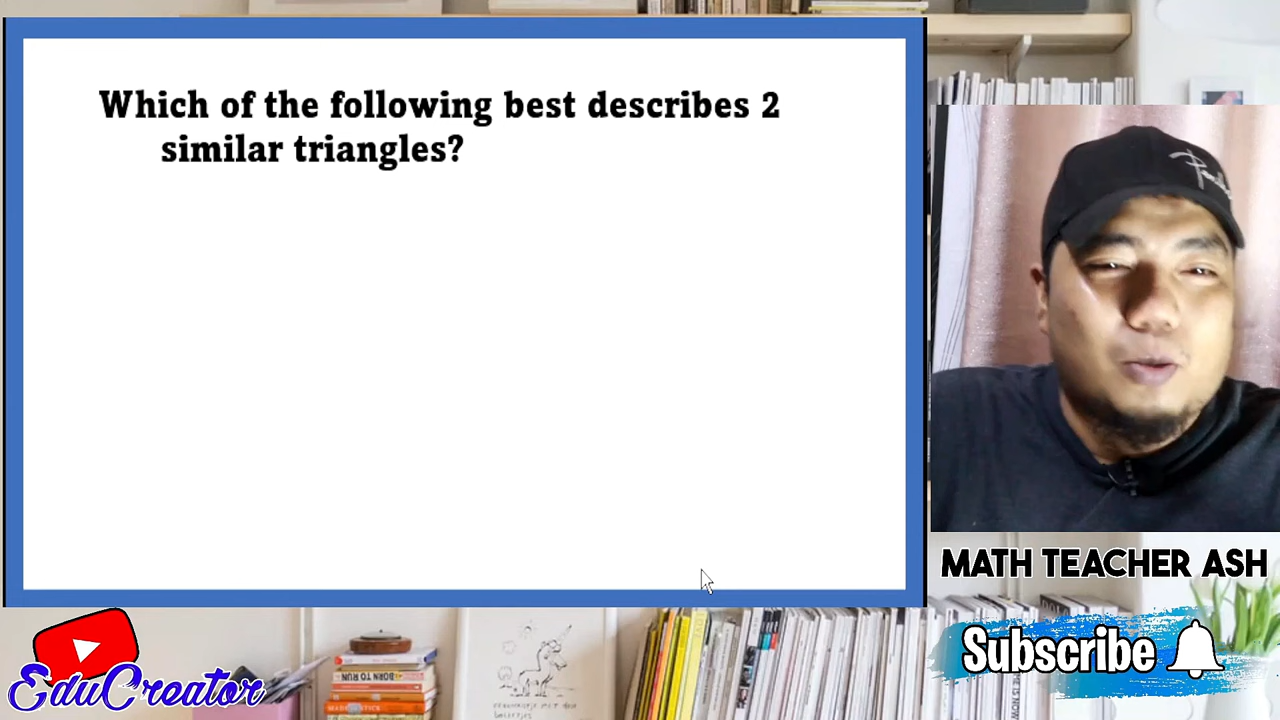 Which of the following best describes 2
similar triangles?
MATH TEACHER ASH
Subscribe
EduCreator
BORN TO RUN